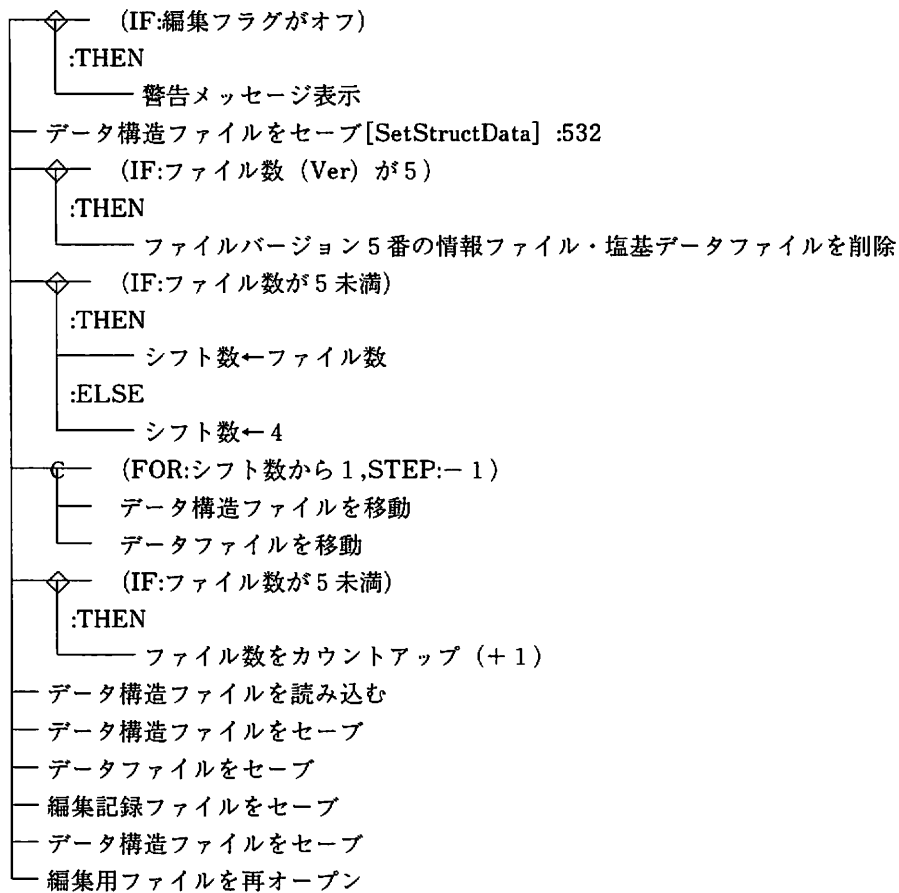 (IF:編集フラグがオフ)
:THEN
警告メッセージ表示
データ構造ファイルをセーブ[SetStructData] :532
(IF:ファイル数 (Ver) が5)
:THEN
ファイルバージョン5番の情報ファイル・塩基データファイルを削除
(IF:ファイル数が5未満)
:THEN
シフト数←ファイル数
:ELSE
シフト数←4
(FOR:シフト数から1,STEP:−1)
データ構造ファイルを移動
データファイルを移動
(IF:ファイル数が5未満)
:THEN
ファイル数をカウントアップ (+1)
データ構造ファイルを読み込む
データ構造ファイルをセーブ
データファイルをセーブ
編集記録ファイルをセーブ
データ構造ファイルをセーブ
編集用ファイルを再オープン